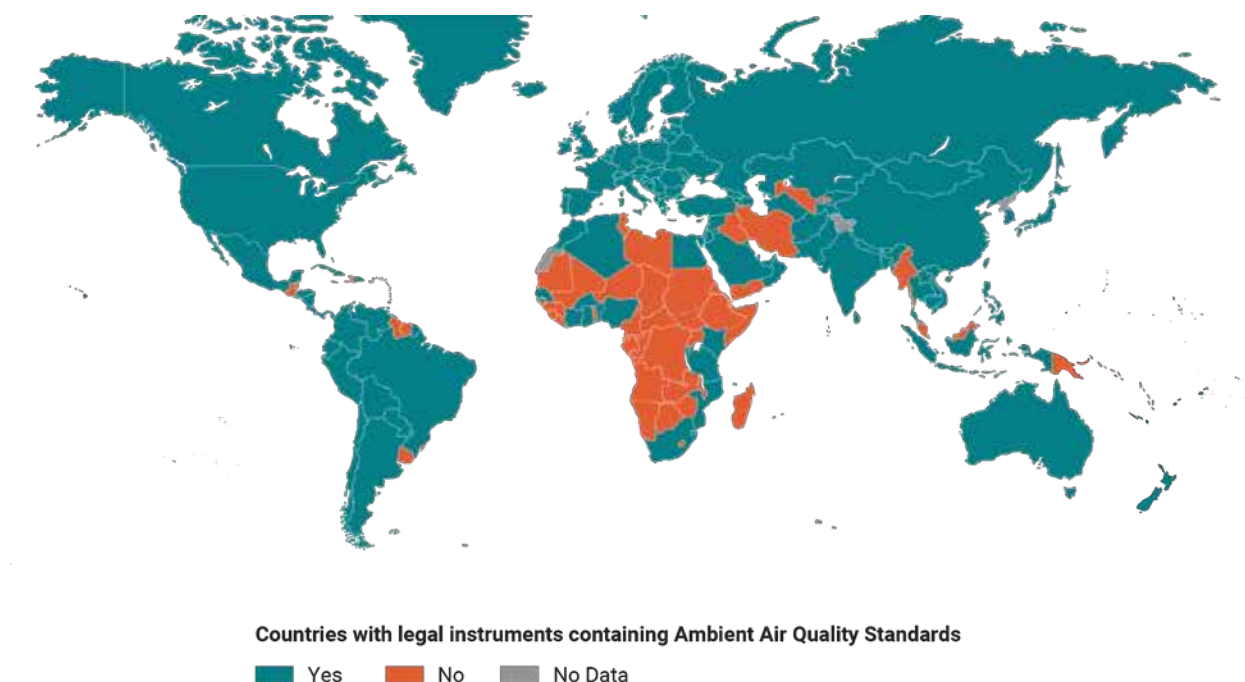 Countries with legal instruments containing Ambient Air Quality Standards
Yes No No Data